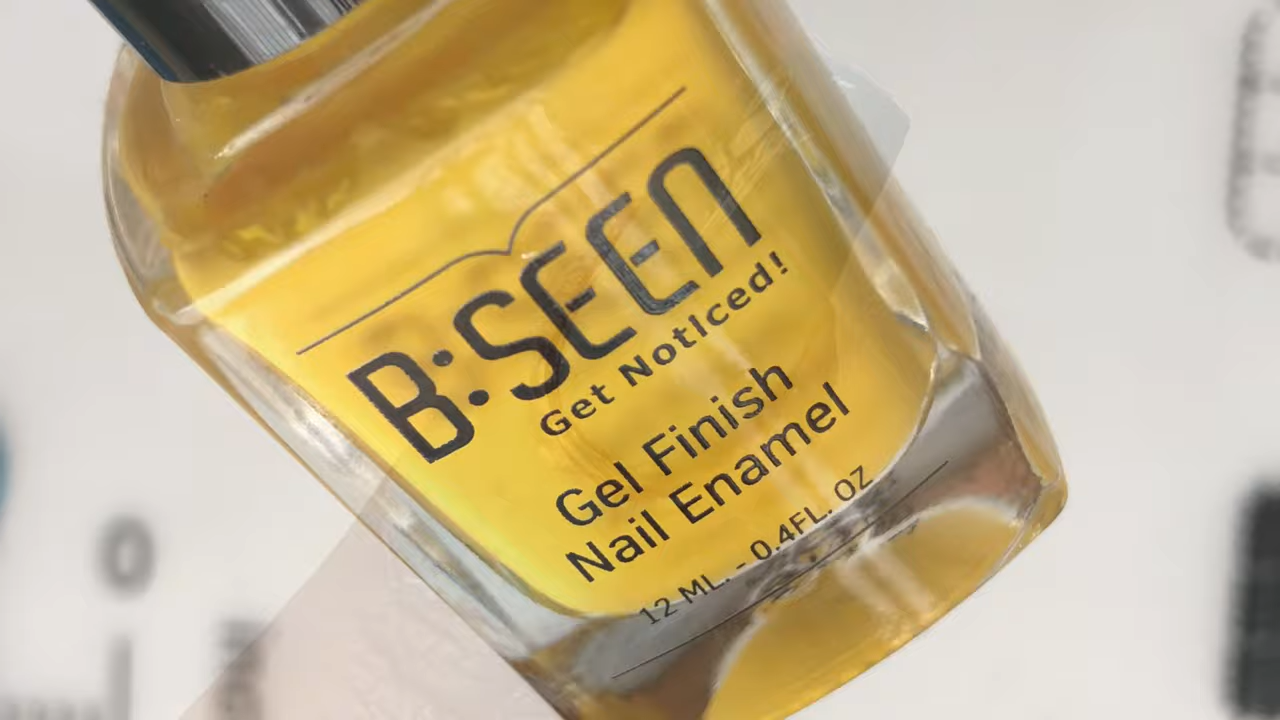 B:SEEN
Get NotIced!
Gel Finish
Nail Enamel
12 ML. - 0.4FL. OZ